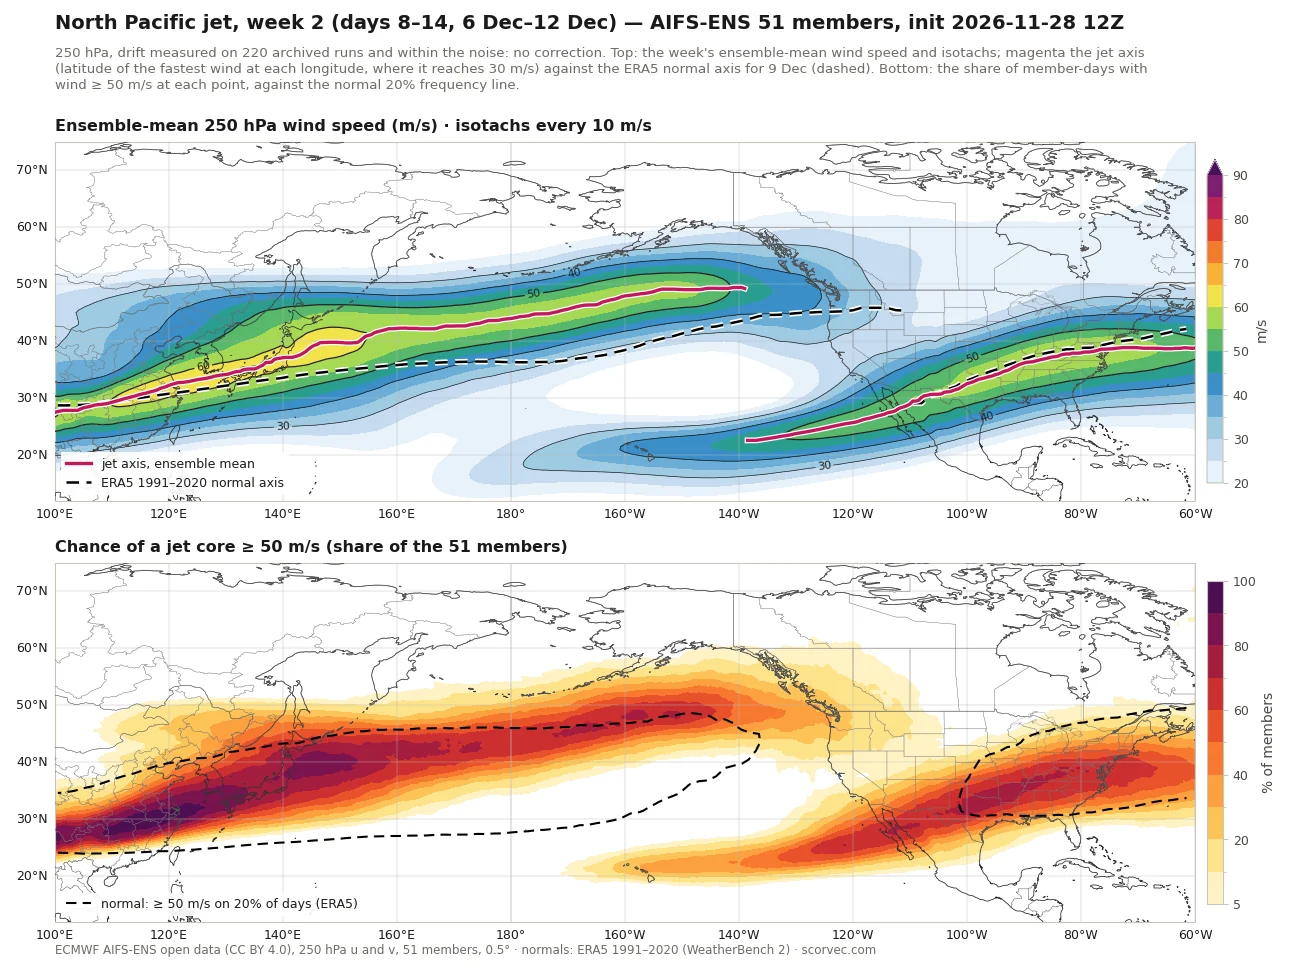 North Pacific jet, week 2 (days 8–14, 6 Dec–12 Dec) — AIFS-ENS 51 members, init 2026-11-28 12Z
250 hPa, drift measured on 220 archived runs and within the noise: no correction. Top: the week's ensemble-mean wind speed and isotachs; magenta the jet axis
(latitude of the fastest wind at each longitude, where it reaches 30 m/s) against the ERA5 normal axis for 9 Dec (dashed). Bottom: the share of member-days with
wind ≥ 50 m/s at each point, against the normal 20% frequency line.
Ensemble-mean 250 hPa wind speed (m/s) · isotachs every 10 m/s
70°N
60°N
50°N
40°N
30°N
20°N
40
50
60
30
50
40
30
jet axis, ensemble mean
ERA5 1991–2020 normal axis
100°E 120°E 140°E 160°E 180° 160°W 140°W 120°W 100°W 80°W 60°W
90
80
70
60
50
40
30
20
m/s
Chance of a jet core ≥ 50 m/s (share of the 51 members)
70°N
60°N
50°N
40°N
30°N
20°N
normal: ≥ 50 m/s on 20% of days (ERA5)
100°E 120°E 140°E 160°E 180° 160°W 140°W 120°W 100°W 80°W 60°W
100
80
60
40
20
5
% of members
ECMWF AIFS-ENS open data (CC BY 4.0), 250 hPa u and v, 51 members, 0.5° · normals: ERA5 1991–2020 (WeatherBench 2) · scorvec.com